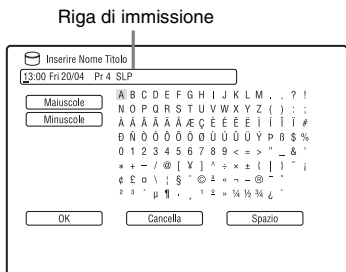 Riga di immissione
Inserire Nome Titolo
13:00 Fri 20/04 Pr 4 SLP
Maiuscole
Minuscole
A B C D E F G H I J K L M . , ? !
N O P Q R S T U V W X Y Z ( ) : ;
À Á Â Ã Ä Å Æ Ç È É Ê Ë Ì Í Î Ï #
Ð Ñ Ò Ó Ô Õ Ö Ø Ù Ú Û Ü Ý Þ ß $ %
0 1 2 3 4 5 6 7 8 9 < = > " _ & '
* + – / @ [ ¥ ] ^ ÷ × ± { | } ~ ¡
¢ £ ¤ \ ¦ § ¨ © ª « ¬ - ® ¯ °
² ³ ´ µ ¶ · ¸ ¹ º » ¼ ½ ¾ ¿ `
OK Cancella Spazio